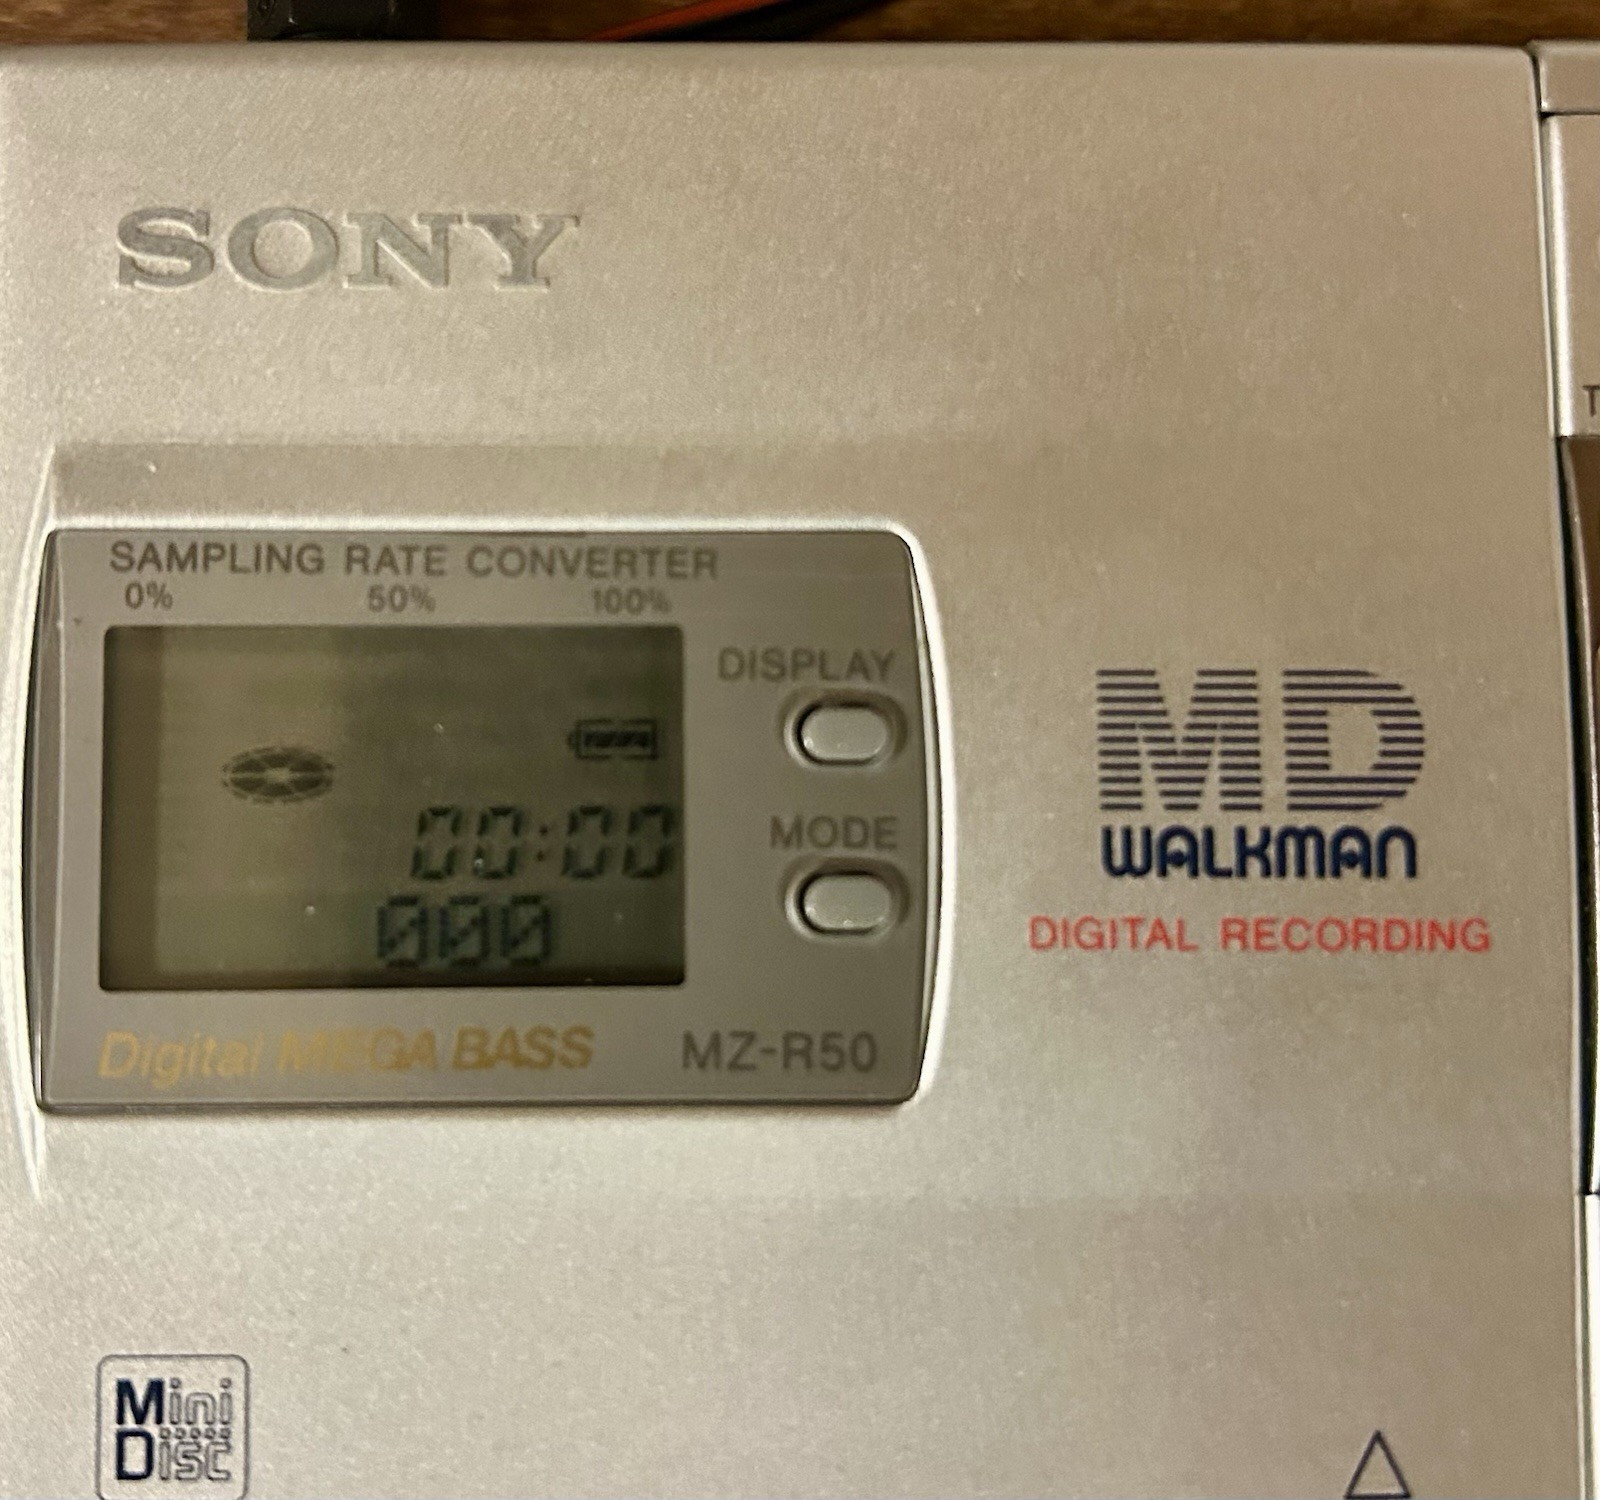 SONY
SAMPLING RATE CONVERTER
0% 50% 100%
DISPLAY
00:00
MODE
000
Digital MEGA BASS MZ-R50
MD
WALKMAN
DIGITAL RECORDING
T
Mini
Disc